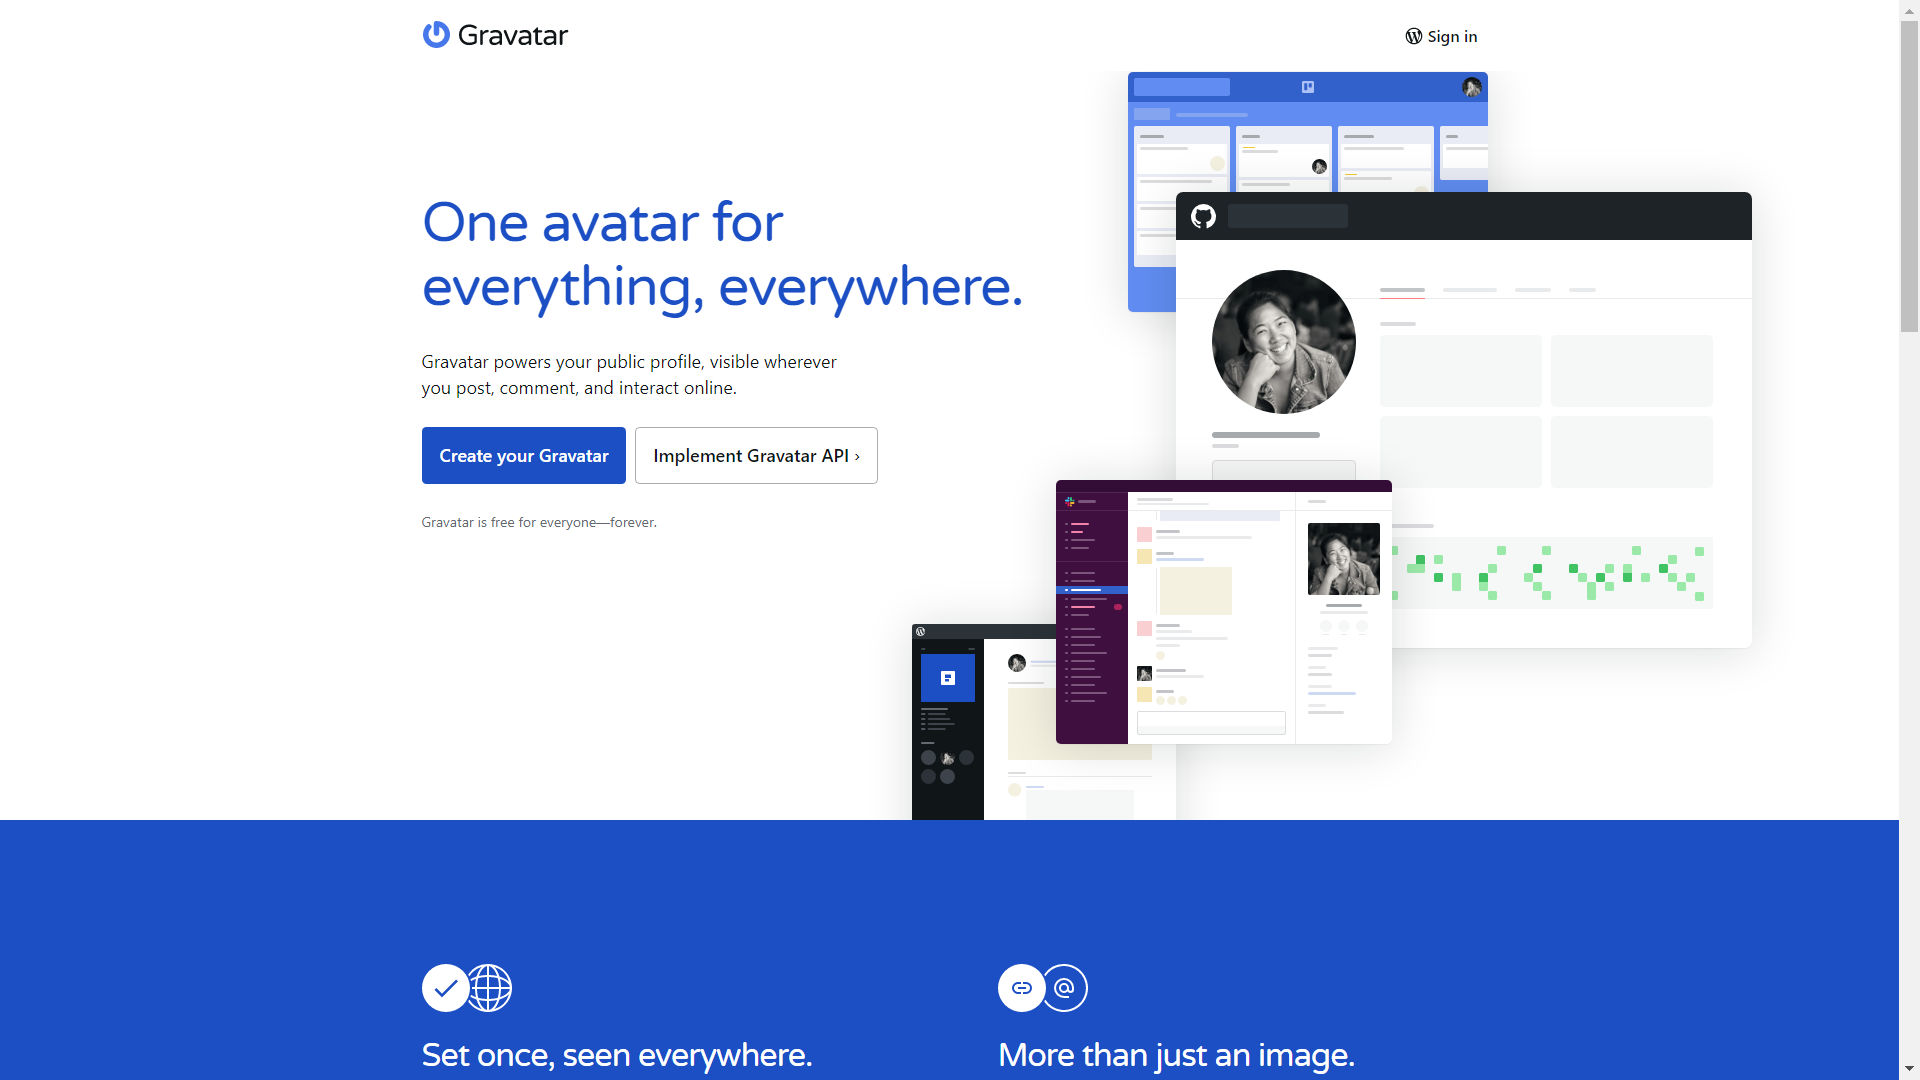 Gravatar
Sign in
One avatar for
everything, everywhere.
Gravatar powers your public profile, visible wherever
you post, comment, and interact online.
Create your Gravatar
Implement Gravatar API ›
Gravatar is free for everyone—forever.
Set once, seen everywhere.
More than just an image.